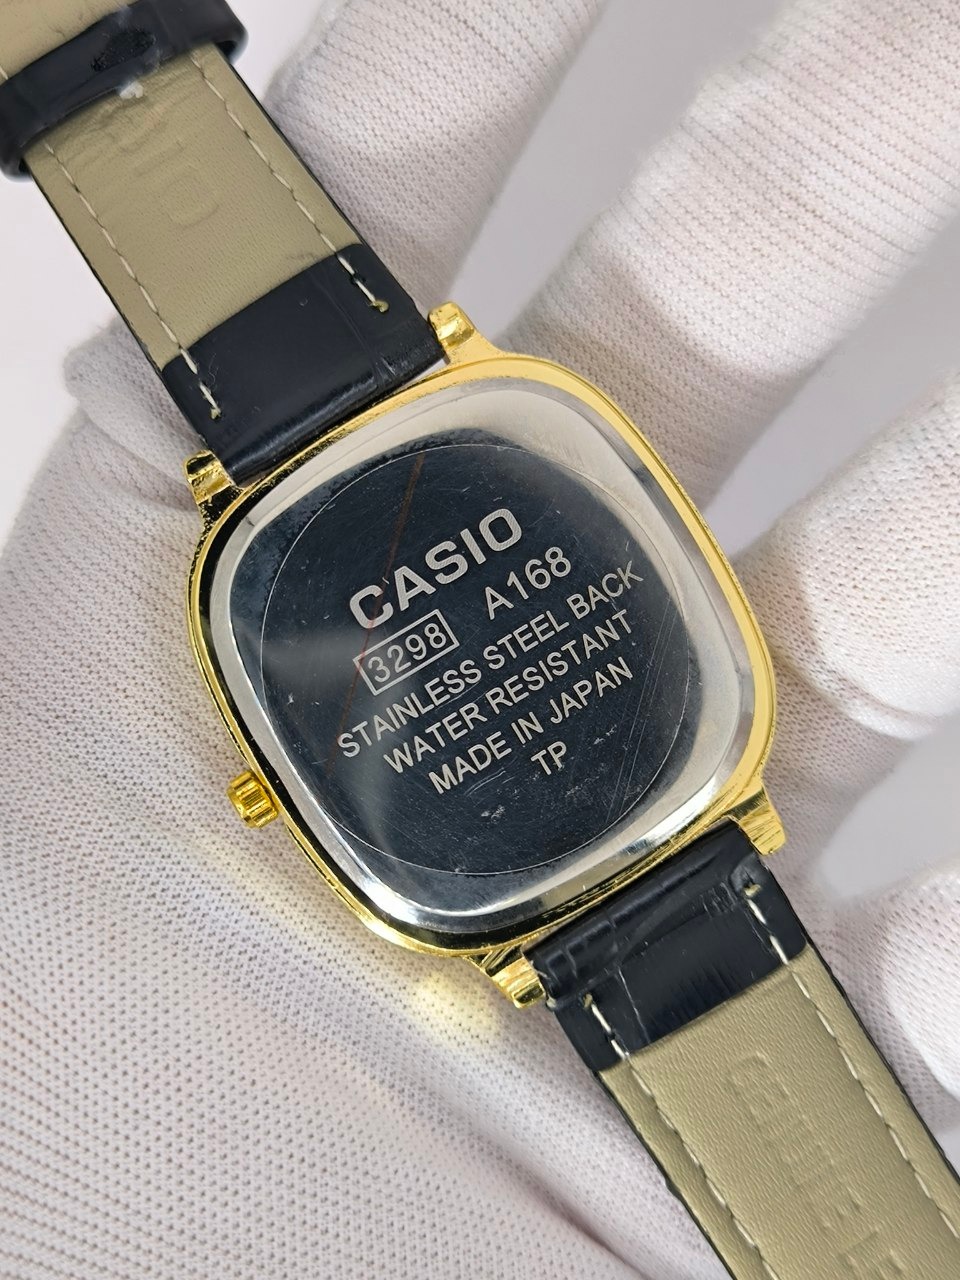 CASIO
3298 A168
STAINLESS STEEL BACK
WATER RESISTANT
MADE IN JAPAN
TP